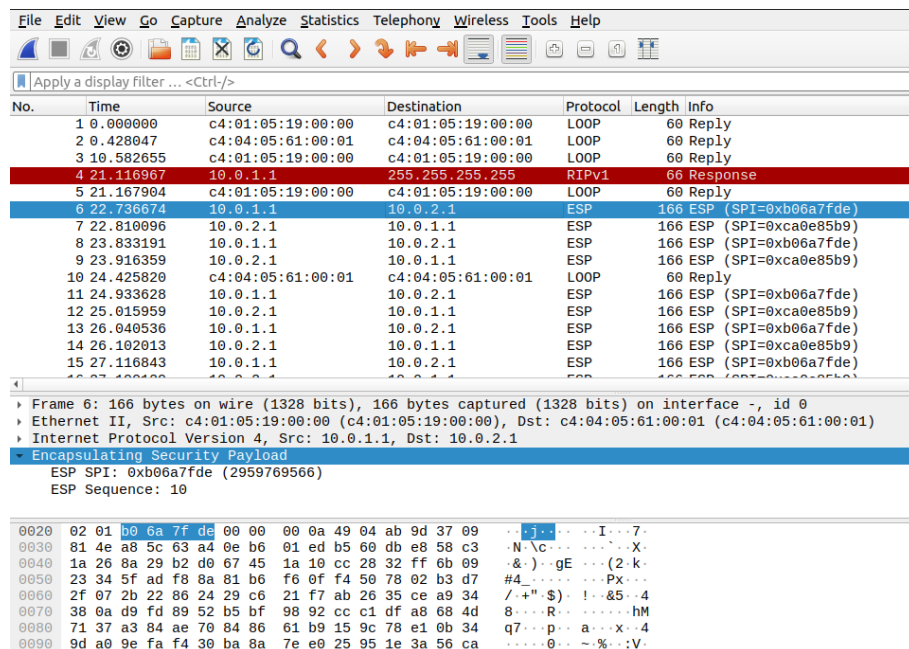 File Edit View Go Capture Analyze Statistics Telephony Wireless Tools Help
Apply a display filter … <Ctrl-/>
No. Time Source Destination Protocol Length Info
1 0.000000 c4:01:05:19:00:00 c4:01:05:19:00:00 LOOP 60 Reply
2 0.428047 c4:04:05:61:00:01 c4:04:05:61:00:01 LOOP 60 Reply
3 10.582655 c4:01:05:19:00:00 c4:01:05:19:00:00 LOOP 60 Reply
4 21.116967 10.0.1.1 255.255.255.255 RIPv1 66 Response
5 21.167904 c4:01:05:19:00:00 c4:01:05:19:00:00 LOOP 60 Reply
6 22.736674 10.0.1.1 10.0.2.1 ESP 166 ESP (SPI=0xb06a7fde)
7 22.810096 10.0.2.1 10.0.1.1 ESP 166 ESP (SPI=0xca0e85b9)
8 23.833191 10.0.1.1 10.0.2.1 ESP 166 ESP (SPI=0xb06a7fde)
9 23.916359 10.0.2.1 10.0.1.1 ESP 166 ESP (SPI=0xca0e85b9)
10 24.425820 c4:04:05:61:00:01 c4:04:05:61:00:01 LOOP 60 Reply
11 24.933628 10.0.1.1 10.0.2.1 ESP 166 ESP (SPI=0xb06a7fde)
12 25.015959 10.0.2.1 10.0.1.1 ESP 166 ESP (SPI=0xca0e85b9)
13 26.040536 10.0.1.1 10.0.2.1 ESP 166 ESP (SPI=0xb06a7fde)
14 26.102013 10.0.2.1 10.0.1.1 ESP 166 ESP (SPI=0xca0e85b9)
15 27.116843 10.0.1.1 10.0.2.1 ESP 166 ESP (SPI=0xb06a7fde)
Frame 6: 166 bytes on wire (1328 bits), 166 bytes captured (1328 bits) on interface -, id 0
Ethernet II, Src: c4:01:05:19:00:00 (c4:01:05:19:00:00), Dst: c4:04:05:61:00:01 (c4:04:05:61:00:01)
Internet Protocol Version 4, Src: 10.0.1.1, Dst: 10.0.2.1
Encapsulating Security Payload
ESP SPI: 0xb06a7fde (2959769566)
ESP Sequence: 10
0020 02 01 b0 6a 7f de 00 00 00 0a 49 04 ab 9d 37 09 ···j···· ··I···7·
0030 81 4e a8 5c 63 a4 0e b6 01 ed b5 60 db e8 58 c3 ·N·\c··· ···`··X·
0040 1a 26 8a 29 b2 d0 67 45 1a 10 cc 28 32 ff 6b 09 ·&·)··gE ···(2·k·
0050 23 34 5f ad f8 8a 81 b6 f6 0f f4 50 78 02 b3 d7 #4_····· ···Px···
0060 2f 07 2b 22 86 24 29 c6 21 f7 ab 26 35 ce a9 34 /·+"·$)· !··&5··4
0070 38 0a d9 fd 89 52 b5 bf 98 92 cc c1 df a8 68 4d 8····R·· ······hM
0080 71 37 a3 84 ae 70 84 86 61 b9 15 9c 78 e1 0b 34 q7···p·· a···x··4
0090 9d a0 9e fa f4 30 ba 8a 7e e0 25 95 1e 3a 56 ca ·····0·· ~·%··:V·